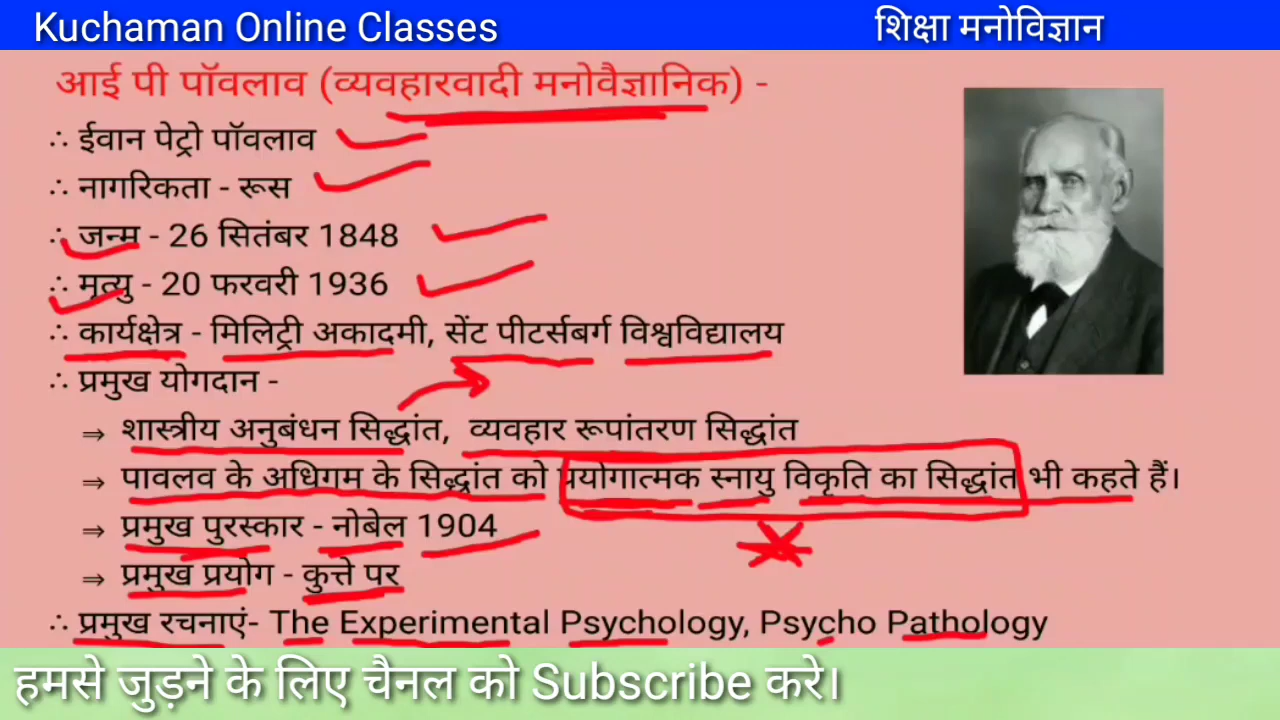 Kuchaman Online Classes
शिक्षा मनोविज्ञान
आई पी पॉवलाव (व्यवहारवादी मनोवैज्ञानिक) -
∴ ईवान पेट्रो पॉवलाव
∴ नागरिकता - रूस
∴ जन्म - 26 सितंबर 1848
∴ मृत्यु - 20 फरवरी 1936
∴ कार्यक्षेत्र - मिलिट्री अकादमी, सेंट पीटर्सबर्ग विश्वविद्यालय
∴ प्रमुख योगदान -
⇒ शास्त्रीय अनुबंधन सिद्धांत, व्यवहार रूपांतरण सिद्धांत
⇒ पावलव के अधिगम के सिद्धांत को प्रयोगात्मक स्नायु विकृति का सिद्धांत भी कहते हैं।
⇒ प्रमुख पुरस्कार - नोबेल 1904
⇒ प्रमुख प्रयोग - कुत्ते पर
∴ प्रमुख रचनाएं- The Experimental Psychology, Psycho Pathology
हमसे जुड़ने के लिए चैनल को Subscribe करे।